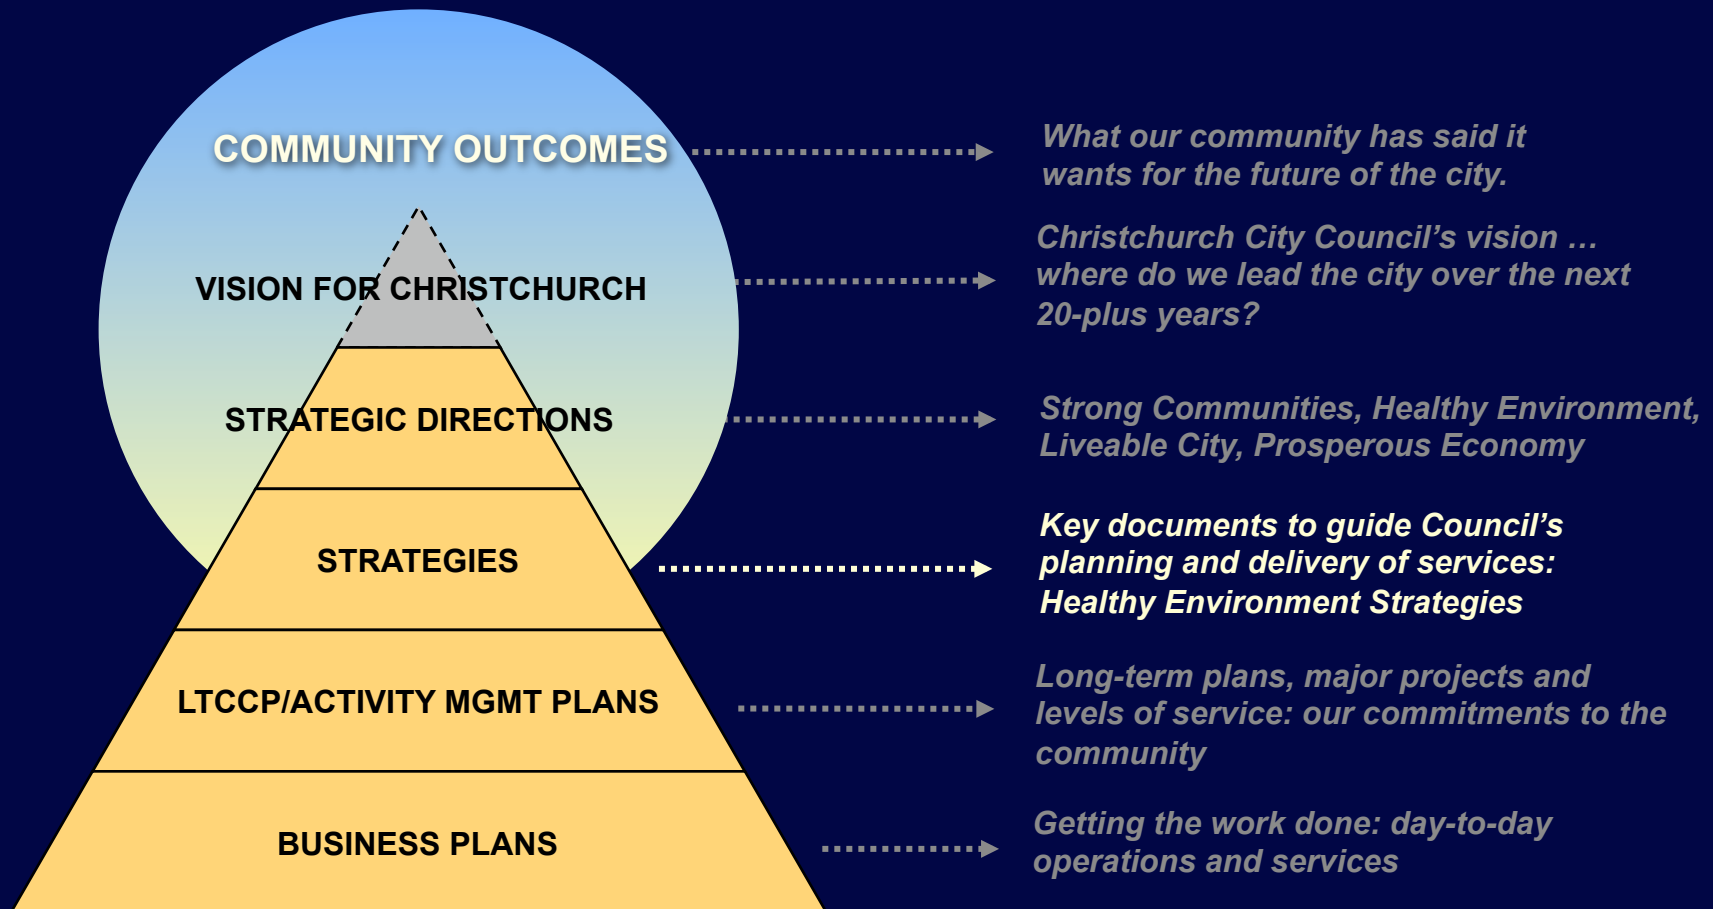 COMMUNITY OUTCOMES
What our community has said it
wants for the future of the city.
VISION FOR CHRISTCHURCH
Christchurch City Council’s vision …
where do we lead the city over the next
20-plus years?
STRATEGIC DIRECTIONS
Strong Communities, Healthy Environment,
Liveable City, Prosperous Economy
STRATEGIES
Key documents to guide Council’s
planning and delivery of services:
Healthy Environment Strategies
LTCCP/ACTIVITY MGMT PLANS
Long-term plans, major projects and
levels of service: our commitments to the
community
BUSINESS PLANS
Getting the work done: day-to-day
operations and services